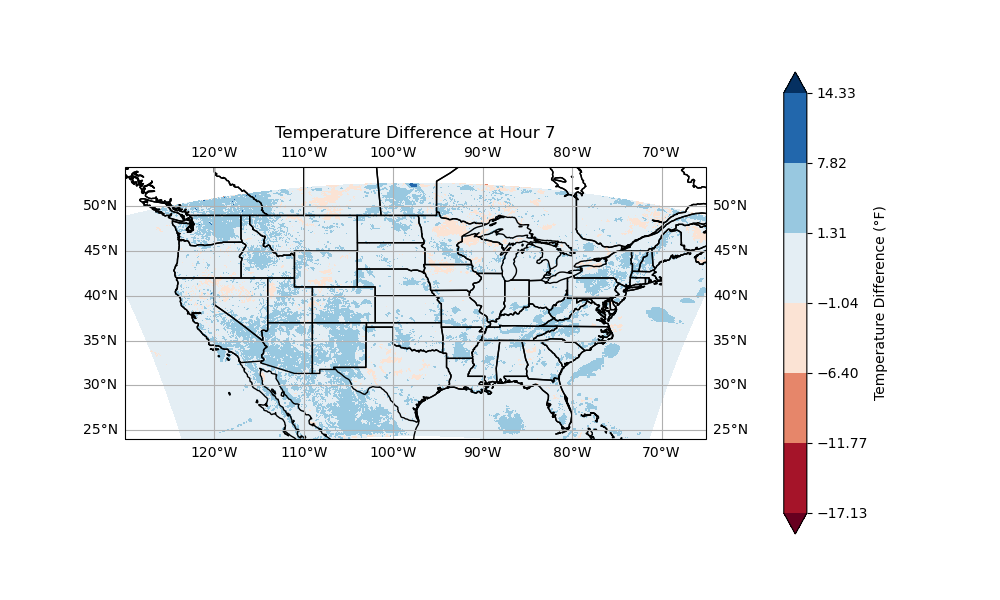 Temperature Difference at Hour 7
120°W 110°W 100°W 90°W 80°W 70°W
50°N 50°N
45°N 45°N
40°N 40°N
35°N 35°N
30°N 30°N
25°N 25°N
120°W 110°W 100°W 90°W 80°W 70°W
14.33
7.82
1.31
−1.04
−6.40
−11.77
−17.13
Temperature Difference (°F)